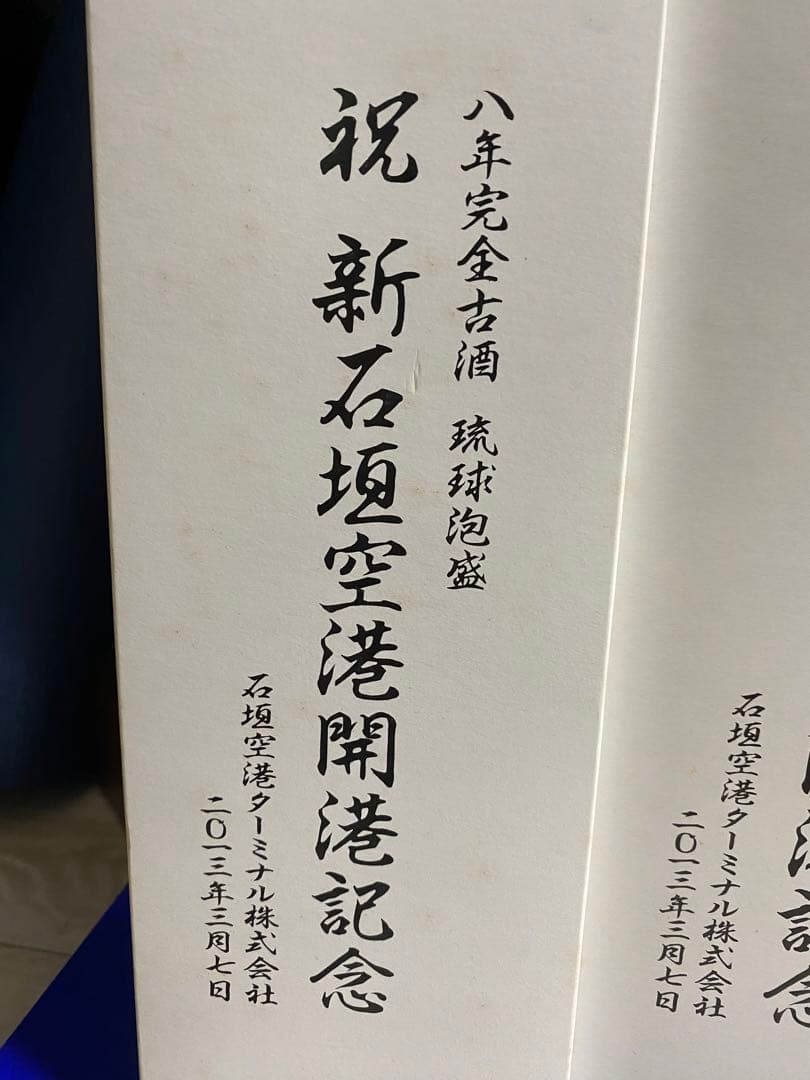 八年完全古酒 琉球泡盛
祝 新石垣空港開港記念
石垣空港ターミナル株式会社
二〇一三年三月七日
港記念
石垣空港ターミナル株式会社
二〇一三年三月七日